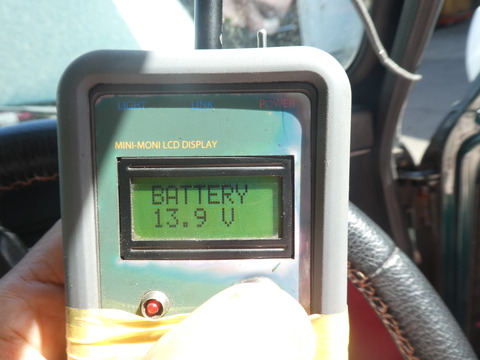 LIGHT LINK POWER
MINI-MONI LCD DISPLAY
BATTERY
13.9 V